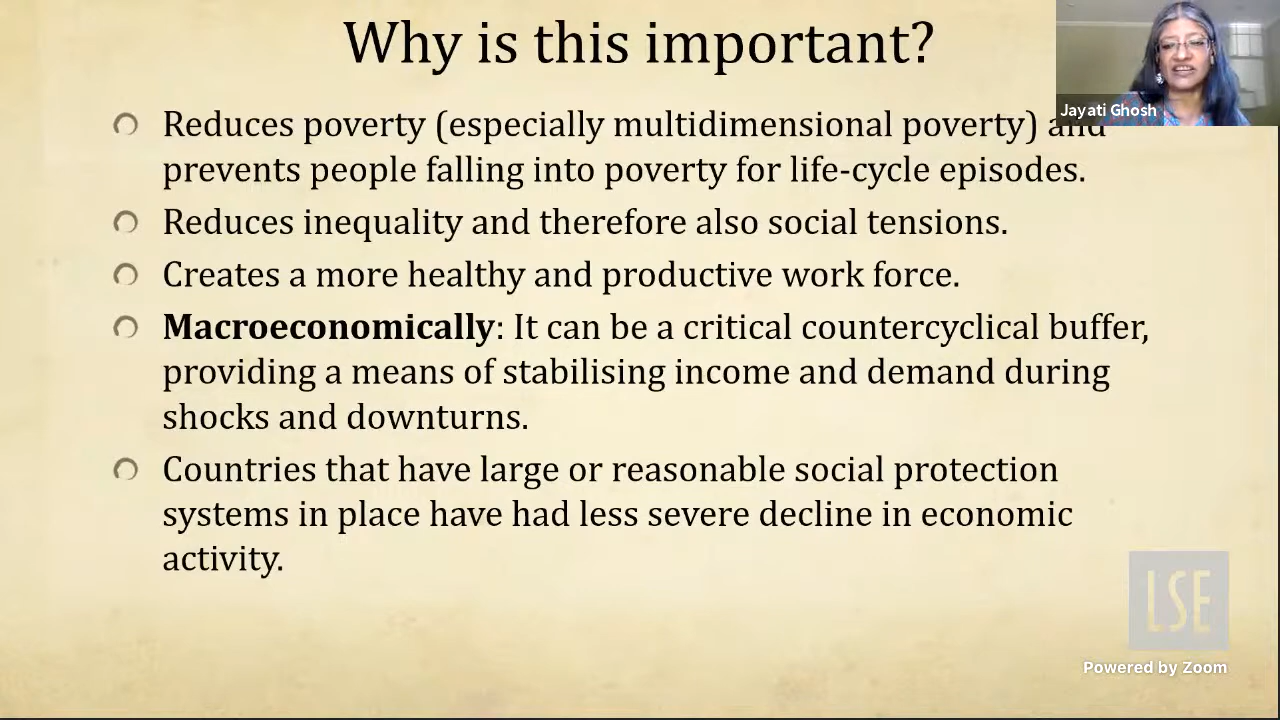 Why is this important?
Jayati Ghosh
Reduces poverty (especially multidimensional poverty) and
prevents people falling into poverty for life-cycle episodes.
Reduces inequality and therefore also social tensions.
Creates a more healthy and productive work force.
Macroeconomically: It can be a critical countercyclical buffer,
providing a means of stabilising income and demand during
shocks and downturns.
Countries that have large or reasonable social protection
systems in place have had less severe decline in economic
activity.
LSE
Powered by Zoom